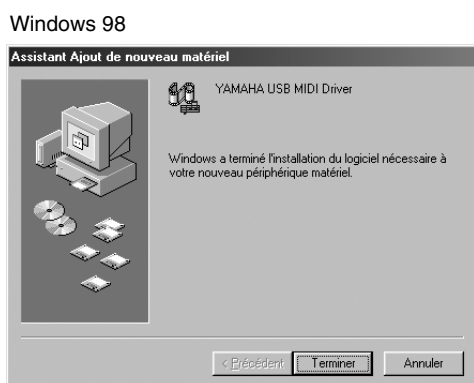 Windows 98
Assistant Ajout de nouveau matériel
YAMAHA USB MIDI Driver
Windows a terminé l'installation du logiciel nécessaire à
votre nouveau périphérique matériel.
< Précédent
Terminer
Annuler